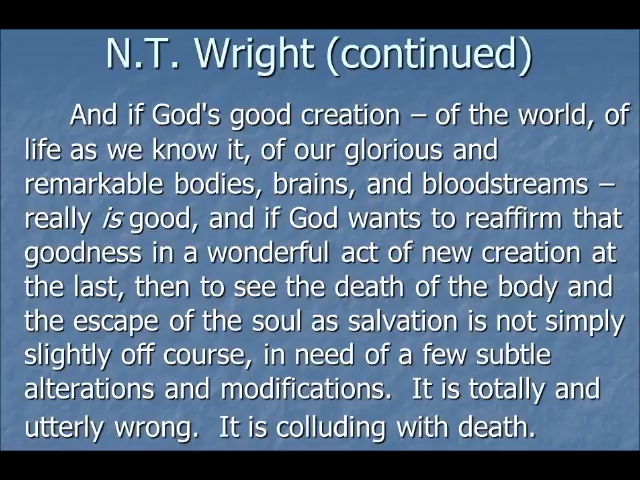 N.T. Wright (continued)
And if God's good creation – of the world, of
life as we know it, of our glorious and
remarkable bodies, brains, and bloodstreams –
really is good, and if God wants to reaffirm that
goodness in a wonderful act of new creation at
the last, then to see the death of the body and
the escape of the soul as salvation is not simply
slightly off course, in need of a few subtle
alterations and modifications.  It is totally and
utterly wrong.  It is colluding with death.